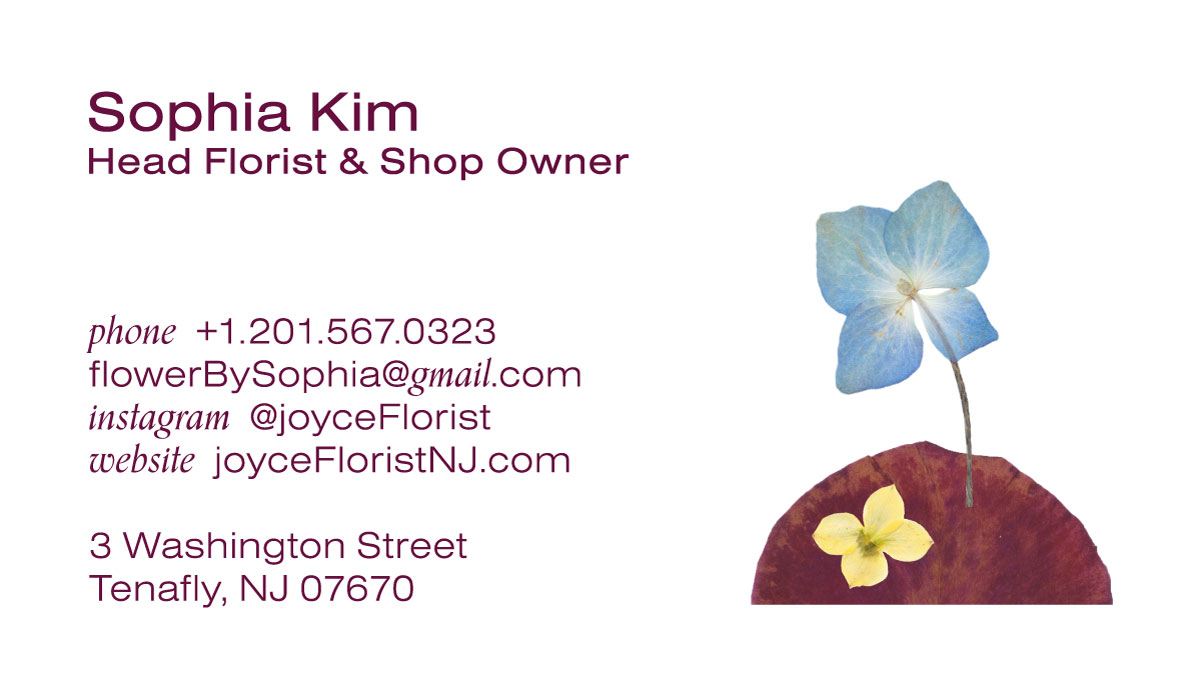 Sophia Kim
Head Florist & Shop Owner
phone +1.201.567.0323
flowerBySophia@gmail.com
instagram @joyceFlorist
website joyceFloristNJ.com
3 Washington Street
Tenafly, NJ 07670